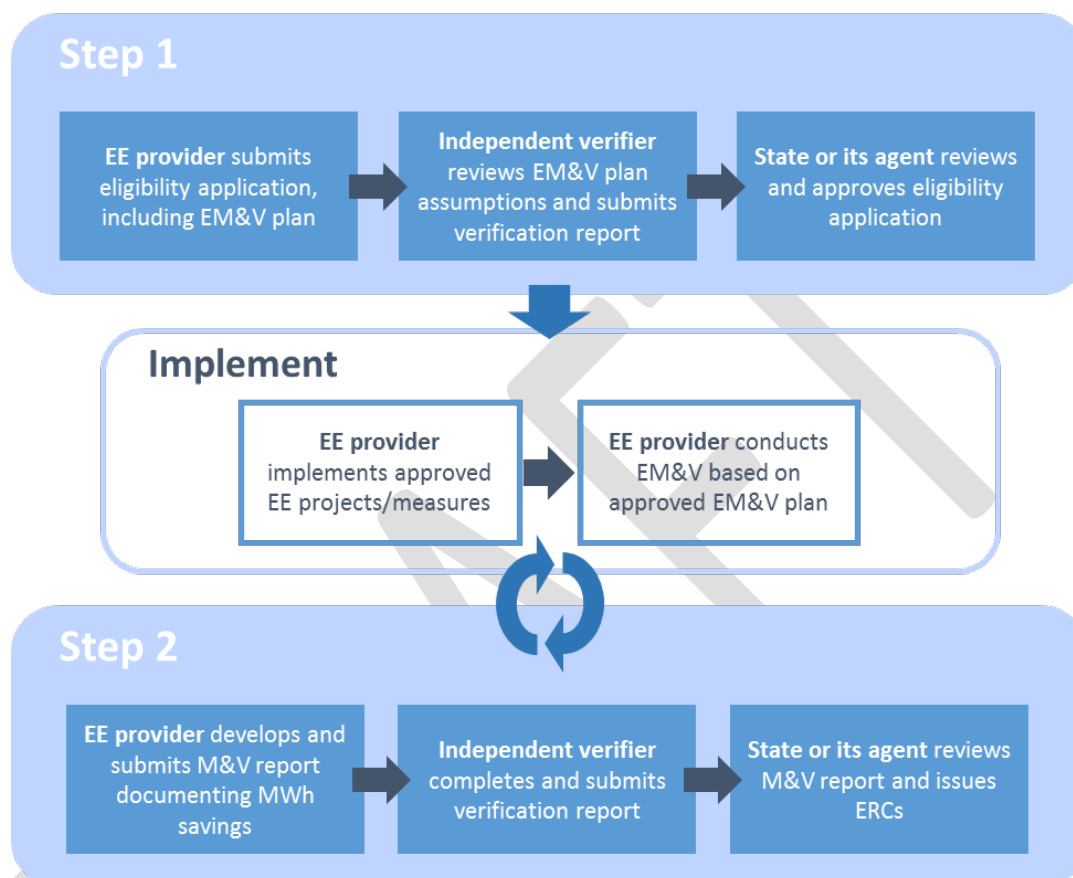 Step 1
EE provider submits
eligibility application,
including EM&V plan
Independent verifier
reviews EM&V plan
assumptions and submits
verification report
State or its agent reviews
and approves eligibility
application
Implement
EE provider
implements approved
EE projects/measures
EE provider conducts
EM&V based on
approved EM&V plan
Step 2
EE provider develops and
submits M&V report
documenting MWh
savings
Independent verifier
completes and submits
verification report
State or its agent reviews
M&V report and issues
ERCs